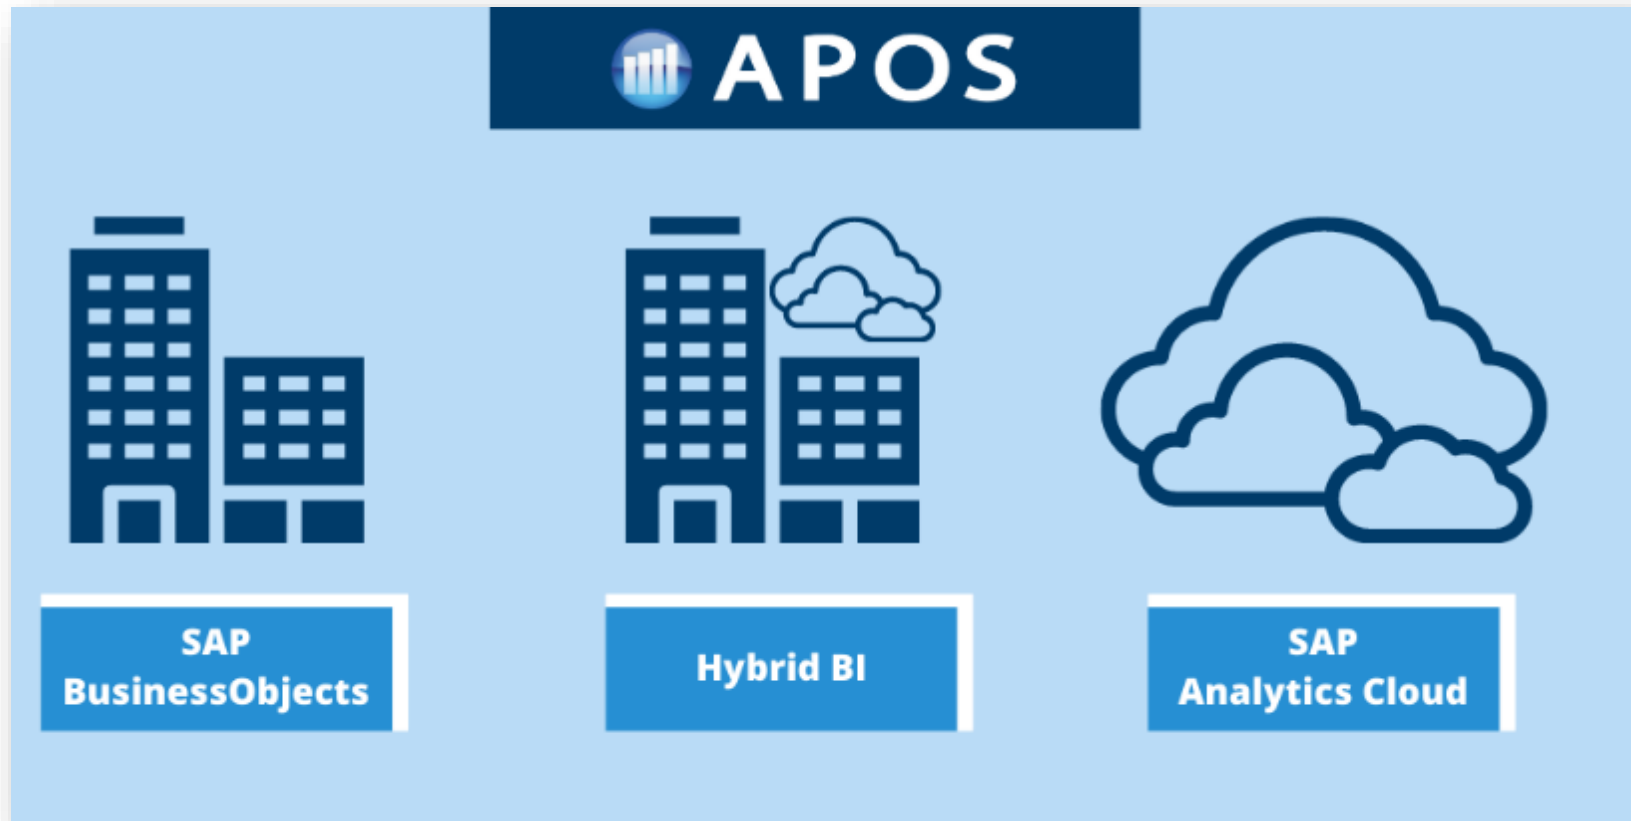 APOS
SAP
BusinessObjects
Hybrid BI
SAP
Analytics Cloud